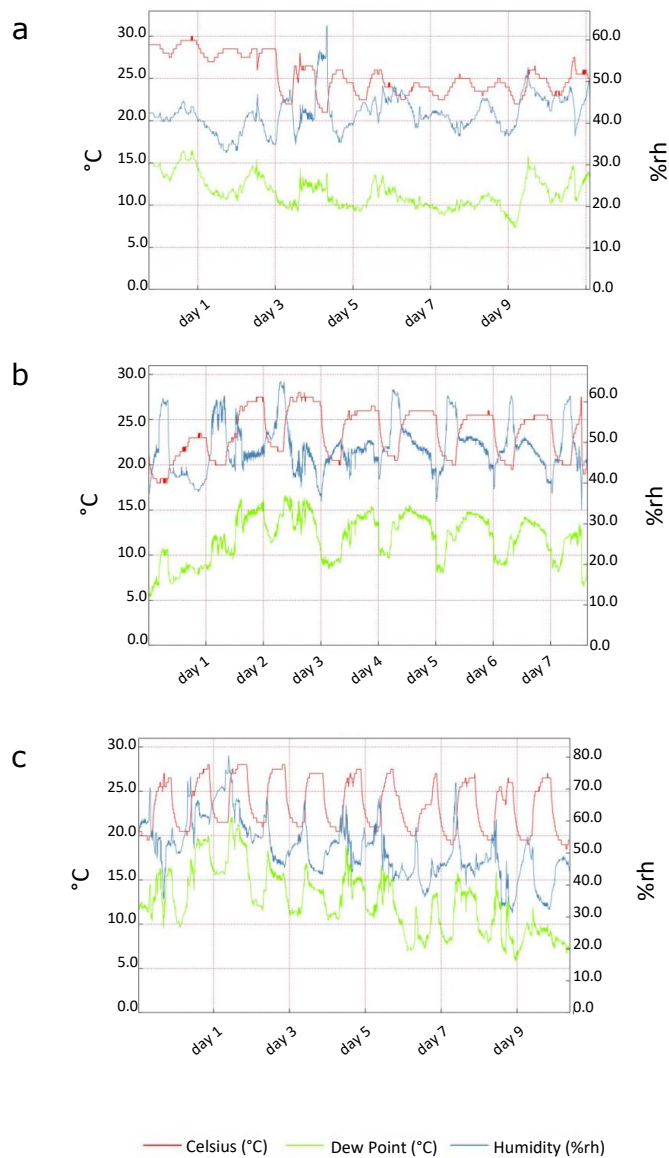 a
30.0
25.0
20.0
15.0
10.0
5.0
0.0
°C
60.0
50.0
40.0
30.0
20.0
10.0
0.0
%rh
day 1
day 3
day 5
day 7
day 9
b
30.0
25.0
20.0
15.0
10.0
5.0
0.0
°C
60.0
50.0
40.0
30.0
20.0
10.0
0.0
%rh
day 1
day 2
day 3
day 4
day 5
day 6
day 7
c
30.0
25.0
20.0
15.0
10.0
5.0
0.0
°C
80.0
70.0
60.0
50.0
40.0
30.0
20.0
10.0
0.0
%rh
day 1
day 3
day 5
day 7
day 9
Celsius (°C)
Dew Point (°C)
Humidity (%rh)